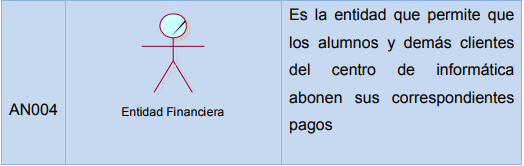 AN004
Entidad Financiera
Es la entidad que permite que
los alumnos y demás clientes
del centro de informática
abonen sus correspondientes
pagos